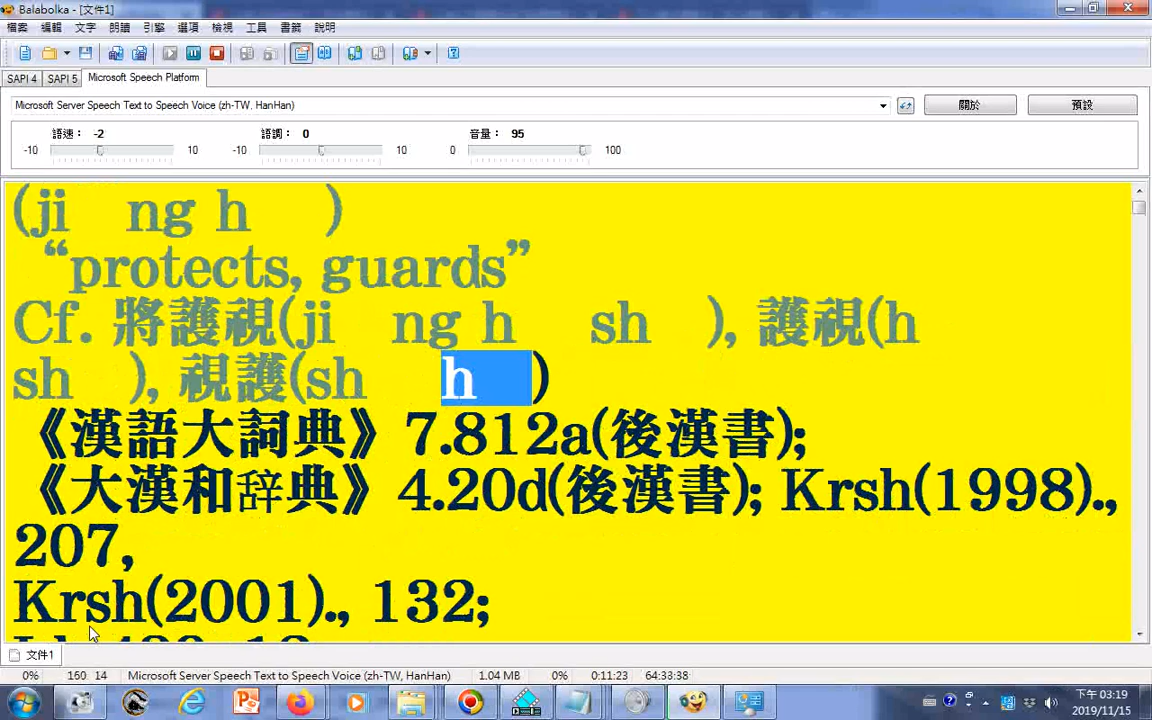 Balabolka - [文件1]
檔案 編輯 文字 朗讀 引擎 選項 檢視 工具 書籤 說明
SAPI 4 SAPI 5 Microsoft Speech Platform
Microsoft Server Speech Text to Speech Voice (zh-TW, HanHan) 關於 預設
語速： -2 語調： 0 音量： 95
-10 10 -10 10 0 100
(ji ng h )
“protects, guards”
Cf. 將護視(ji ng h sh ), 護視(h
sh ), 視護(sh h )
《漢語大詞典》 7.812a(後漢書);
《大漢和辞典》 4.20d(後漢書); Krsh(1998).,
207,
Krsh(2001)., 132;
文件1
0% 160 14 Microsoft Server Speech Text to Speech Voice (zh-TW, HanHan) 1.04 MB 0% 0:11:23 64:33:38
下午 03:19
2019/11/15